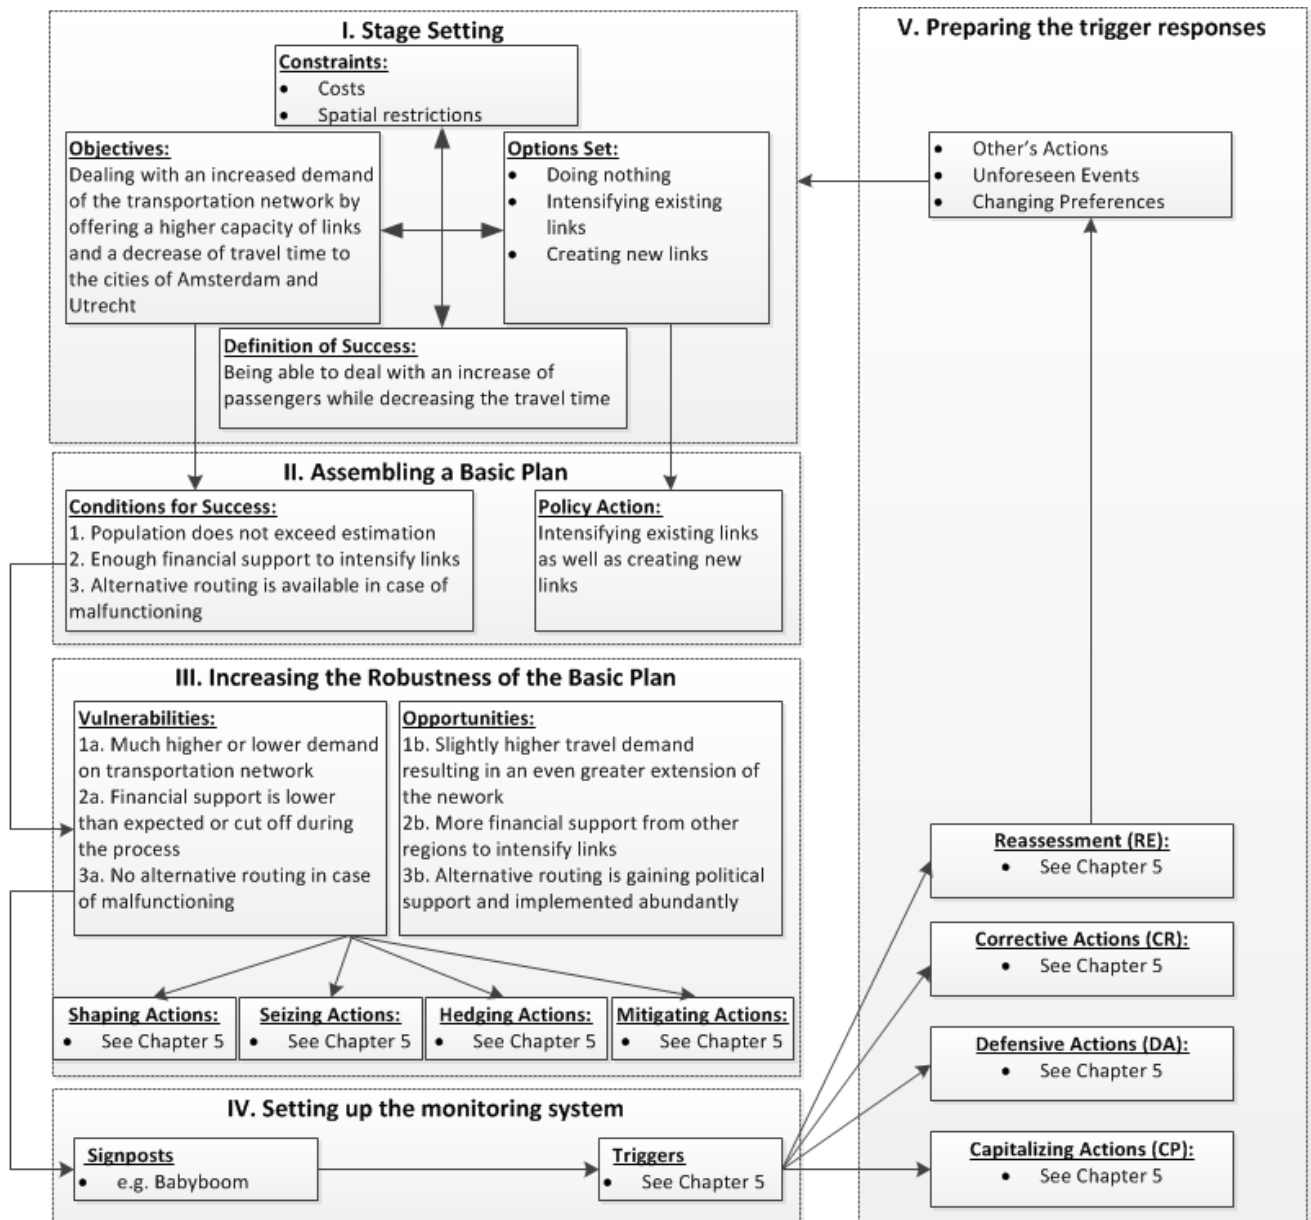 I. Stage Setting
Constraints:
• Costs
• Spatial restrictions
Objectives:
Dealing with an increased demand
of the transportation network by
offering a higher capacity of links
and a decrease of travel time to
the cities of Amsterdam and
Utrecht
Options Set:
• Doing nothing
• Intensifying existing
links
• Creating new links
Definition of Success:
Being able to deal with an increase of
passengers while decreasing the travel time
II. Assembling a Basic Plan
Conditions for Success:
1. Population does not exceed estimation
2. Enough financial support to intensify links
3. Alternative routing is available in case of
malfunctioning
Policy Action:
Intensifying existing links
as well as creating new
links
III. Increasing the Robustness of the Basic Plan
Vulnerabilities:
1a. Much higher or lower demand
on transportation network
2a. Financial support is lower
than expected or cut off during
the process
3a. No alternative routing in case
of malfunctioning
Opportunities:
1b. Slightly higher travel demand
resulting in an even greater extension of
the nework
2b. More financial support from other
regions to intensify links
3b. Alternative routing is gaining political
support and implemented abundantly
Shaping Actions:
• See Chapter 5
Seizing Actions:
• See Chapter 5
Hedging Actions:
• See Chapter 5
Mitigating Actions:
• See Chapter 5
IV. Setting up the monitoring system
Signposts
• e.g. Babyboom
Triggers
• See Chapter 5
V. Preparing the trigger responses
• Other's Actions
• Unforeseen Events
• Changing Preferences
Reassessment (RE):
• See Chapter 5
Corrective Actions (CR):
• See Chapter 5
Defensive Actions (DA):
• See Chapter 5
Capitalizing Actions (CP):
• See Chapter 5